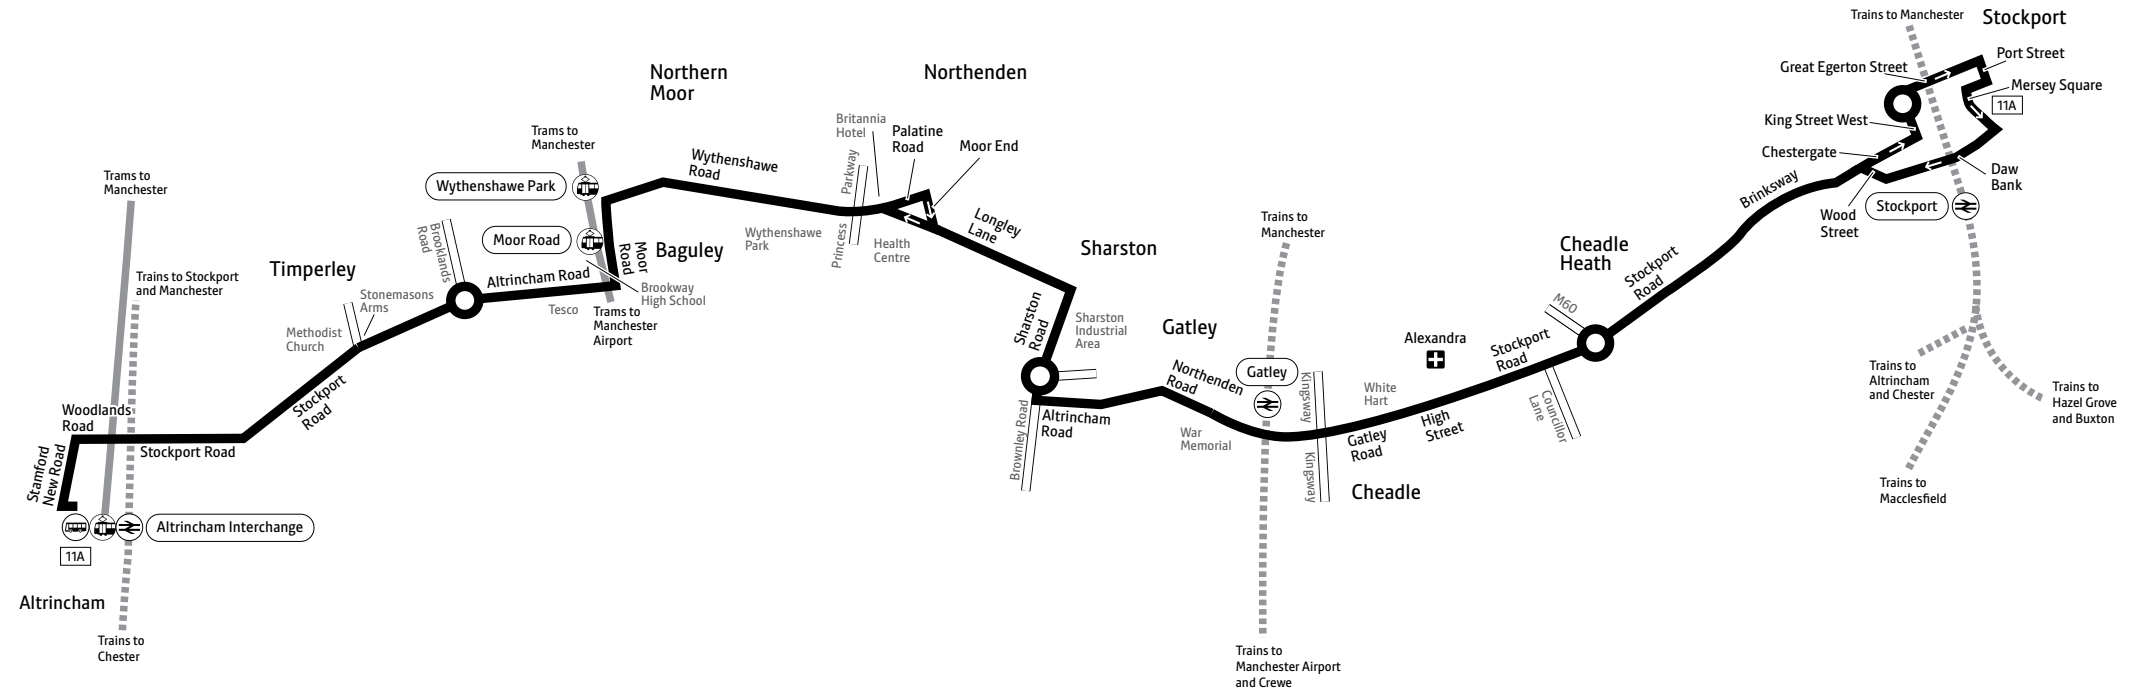 Trams to
Manchester
Trains to Stockport
and Manchester
Woodlands
Road
Stamford
New Road
Stockport Road
Altrincham Interchange
11A
Altrincham
Trains to
Chester
Timperley
Methodist
Church
Stonemasons
Arms
Stockport
Road
Brooklands
Road
Altrincham Road
Tesco
Trams to
Manchester
Wythenshawe Park
Moor Road
Moor
Road
Baguley
Brookway
High School
Trams to
Manchester
Airport
Northern
Moor
Wythenshawe
Road
Wythenshawe
Park
Princess
Parkway
Britannia
Hotel
Palatine
Road
Northenden
Moor End
Health
Centre
Longley
Lane
Sharston
Sharston
Road
Sharston
Industrial
Area
Brownley Road
Altrincham
Road
Gatley
Northenden
Road
War
Memorial
Trains to
Manchester
Gatley
Kingsway
Kingsway
Trains to
Manchester Airport
and Crewe
White
Hart
Gatley
Road
Alexandra
High
Street
Cheadle
Stockport
Road
Councillor
Lane
M60
Cheadle
Heath
Stockport
Road
Brinksway
Wood
Street
Chestergate
King Street West
Great Egerton Street
Trains to Manchester
Stockport
Port Street
Mersey Square
11A
Daw
Bank
Stockport
Trains to
Altrincham
and Chester
Trains to
Hazel Grove
and Buxton
Trains to
Macclesfield